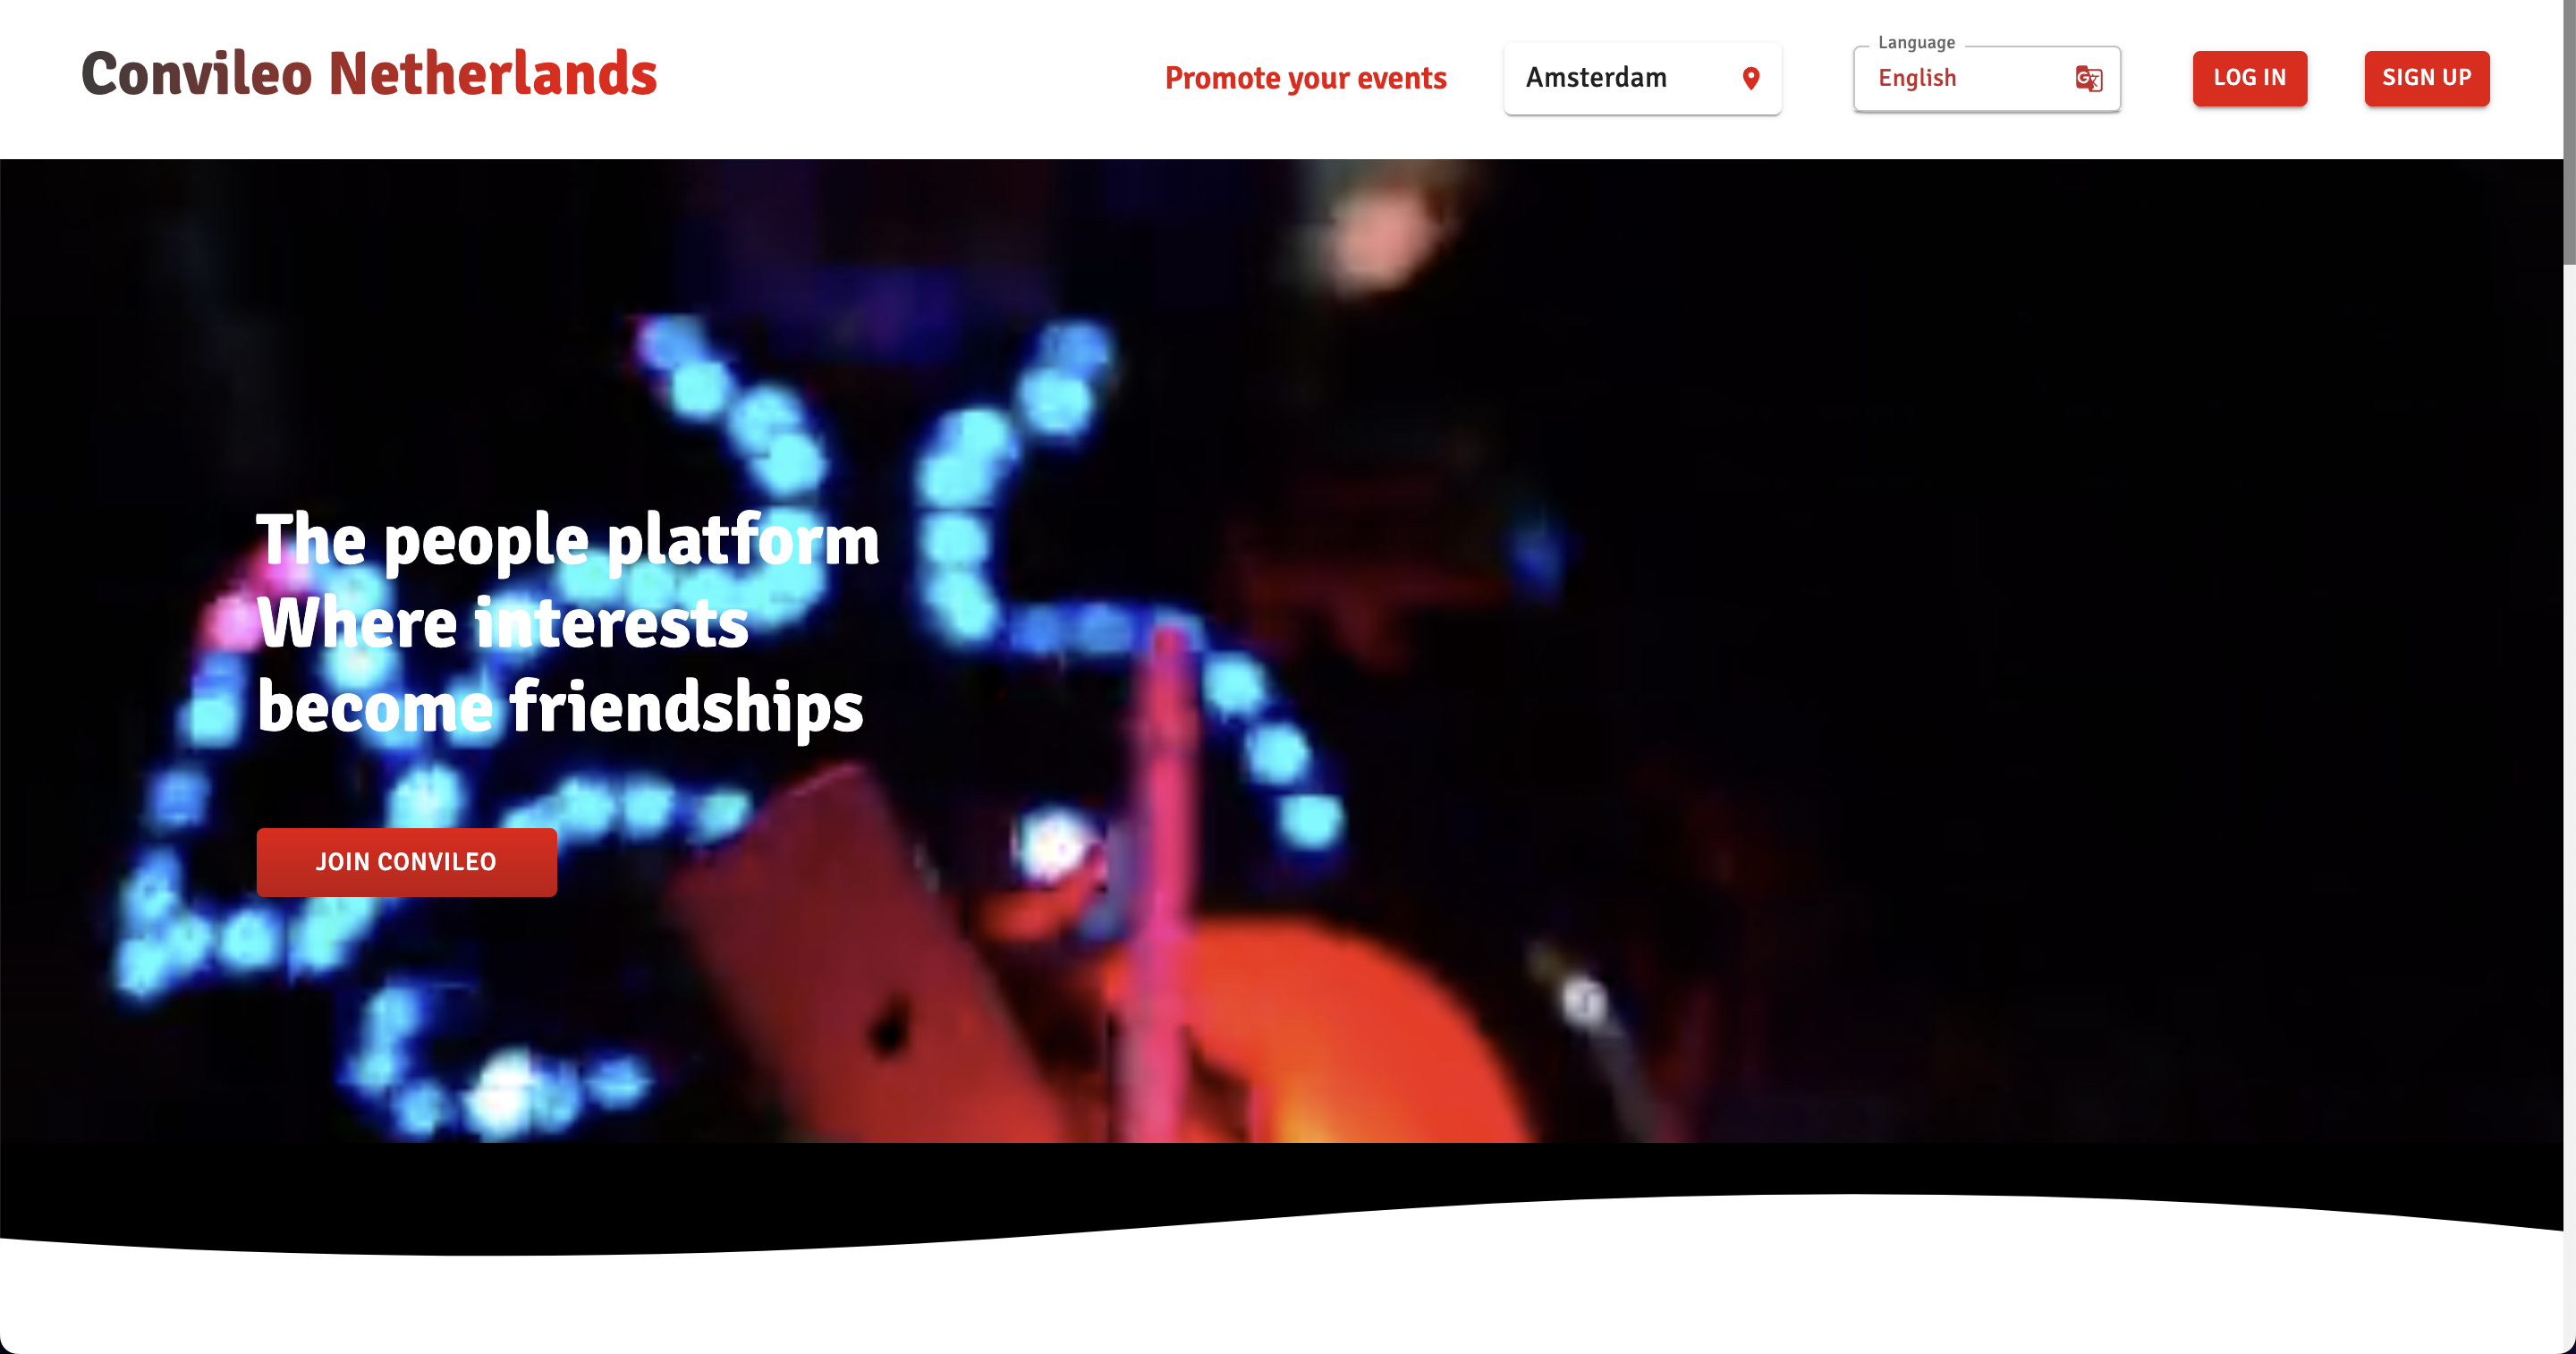 Convileo Netherlands
Promote your events
Amsterdam
Language
English
LOG IN
SIGN UP
The people platform
Where interests
become friendships
JOIN CONVILEO